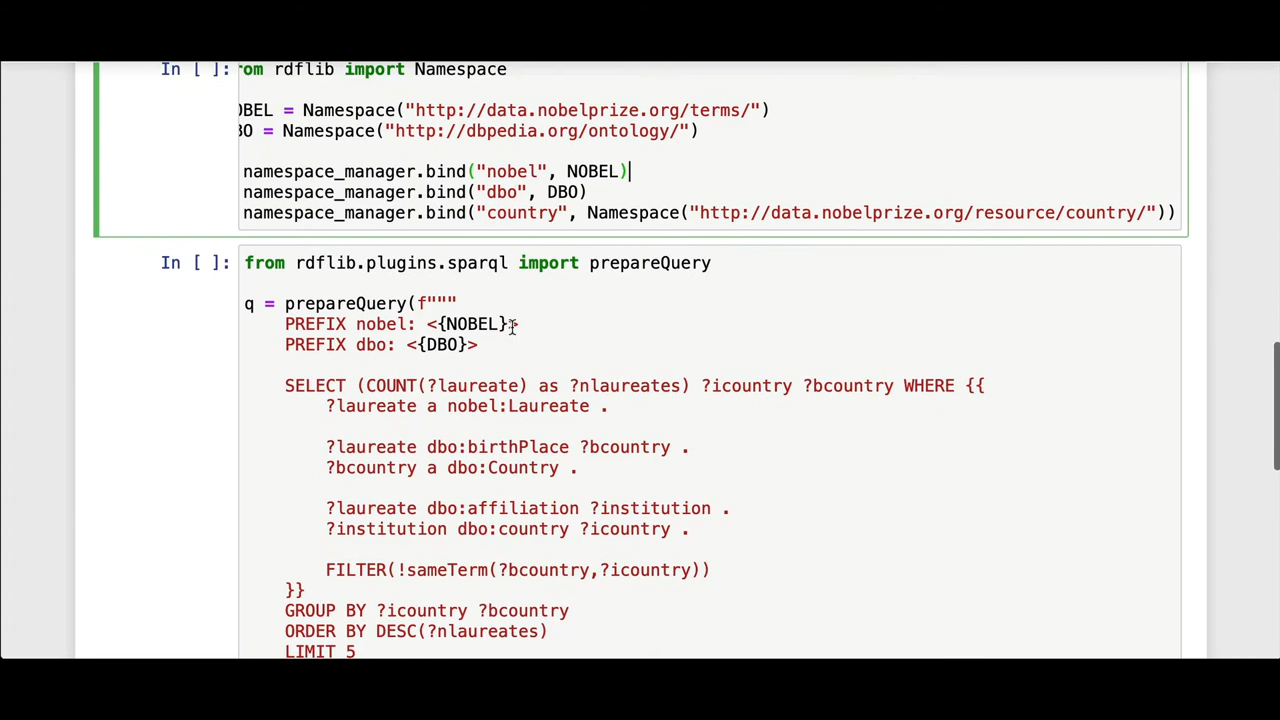 In [ ]: rom rdflib import Namespace
OBEL = Namespace("http://data.nobelprize.org/terms/")
BO = Namespace("http://dbpedia.org/ontology/")
namespace_manager.bind("nobel", NOBEL)
namespace_manager.bind("dbo", DBO)
namespace_manager.bind("country", Namespace("http://data.nobelprize.org/resource/country/"))
In [ ]: from rdflib.plugins.sparql import prepareQuery
q = prepareQuery(f"""
PREFIX nobel: <{NOBEL}>
PREFIX dbo: <{DBO}>
SELECT (COUNT(?laureate) as ?nlaureates) ?icountry ?bcountry WHERE {{
?laureate a nobel:Laureate .
?laureate dbo:birthPlace ?bcountry .
?bcountry a dbo:Country .
?laureate dbo:affiliation ?institution .
?institution dbo:country ?icountry .
FILTER(!sameTerm(?bcountry,?icountry))
}}
GROUP BY ?icountry ?bcountry
ORDER BY DESC(?nlaureates)
LIMIT 5